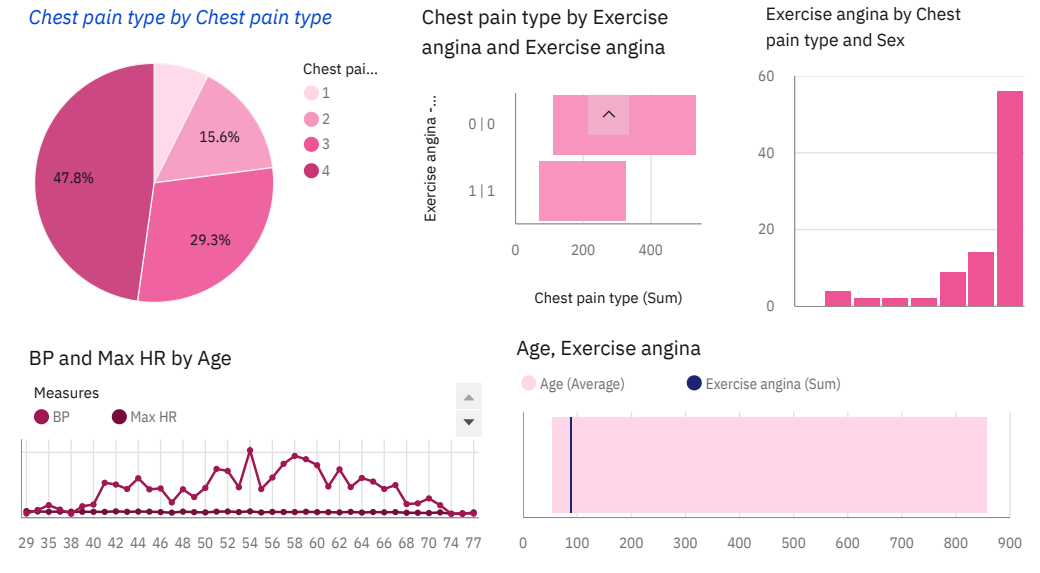 Chest pain type by Chest pain type
Chest pai...
1
2
3
4
15.6%
47.8%
29.3%
Chest pain type by Exercise
angina and Exercise angina
Exercise angina -...
0|0
1|1
0 200 400
Chest pain type (Sum)
Exercise angina by Chest
pain type and Sex
60
40
20
0
BP and Max HR by Age
Measures
BP Max HR
29 35 38 40 42 44 46 48 50 52 54 56 58 60 62 64 66 68 70 74 77
Age, Exercise angina
Age (Average) Exercise angina (Sum)
0 100 200 300 400 500 600 700 800 900